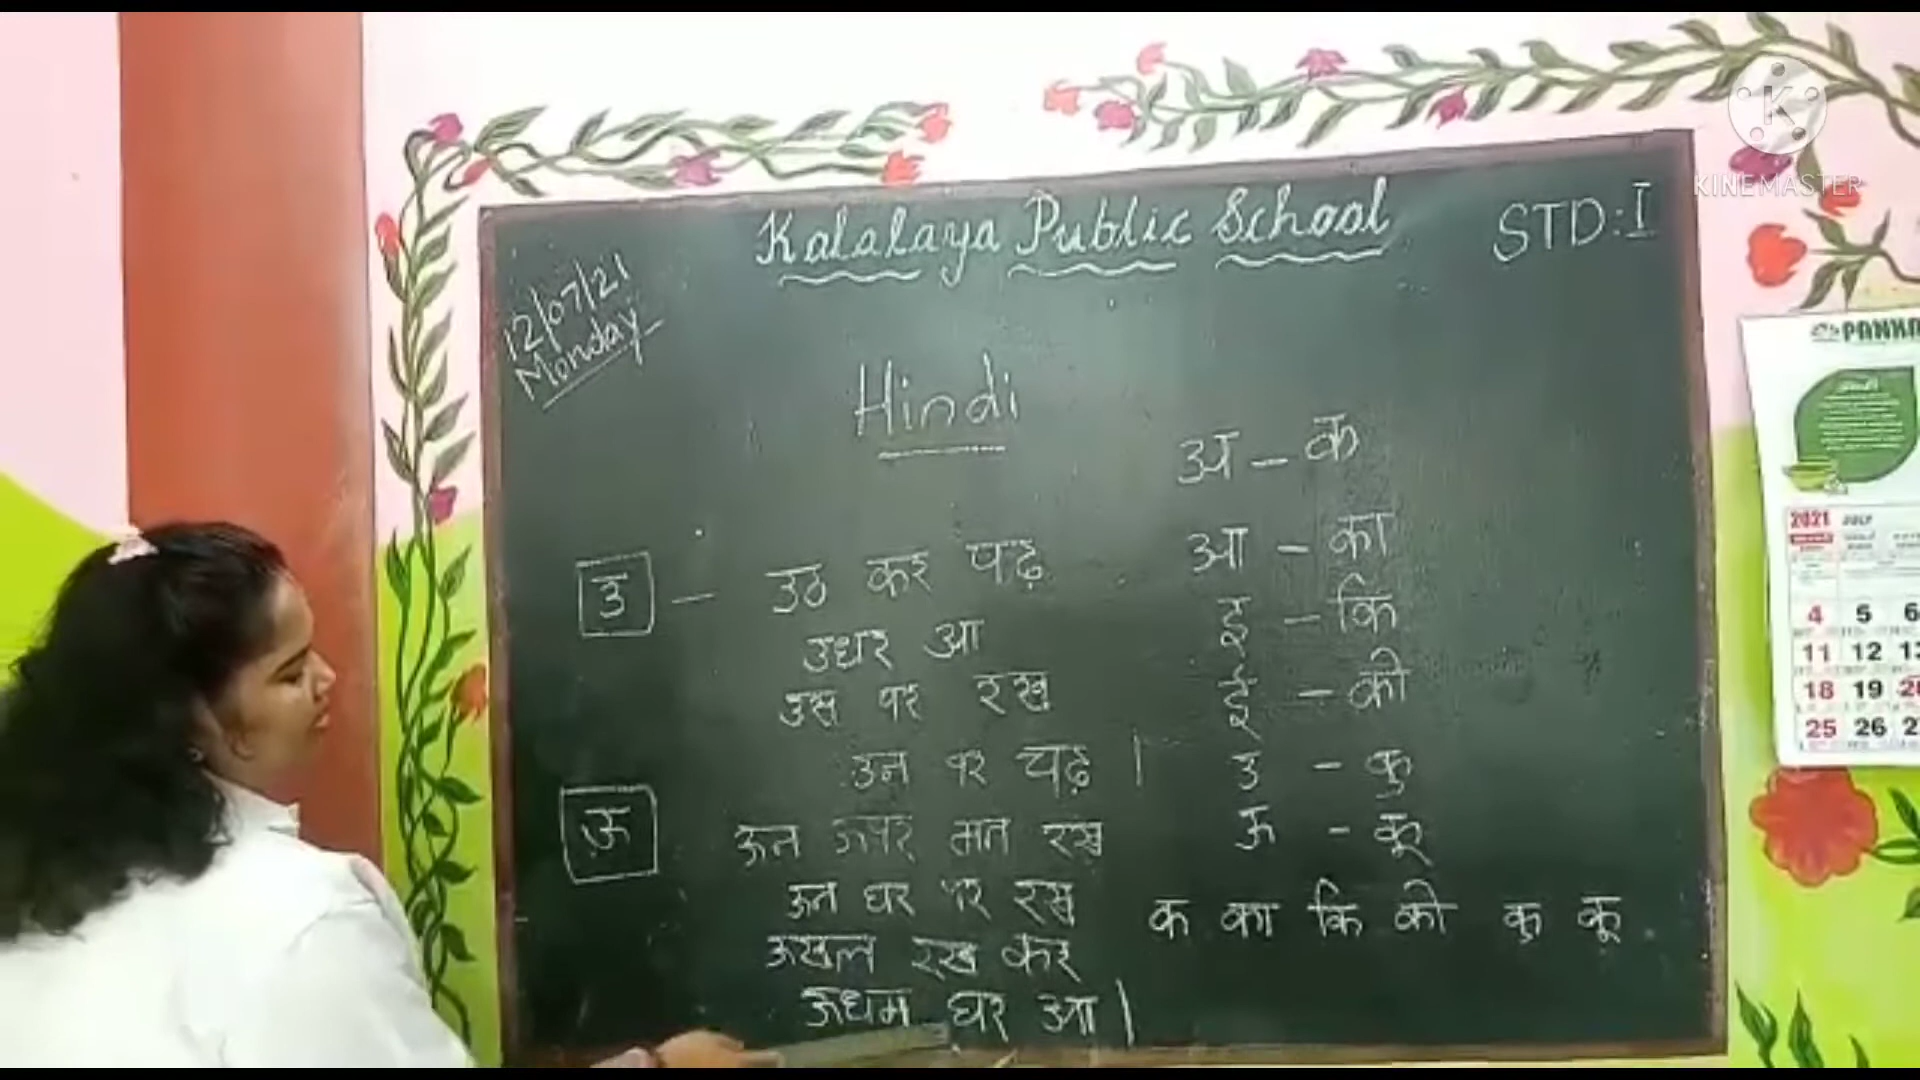 Kalalaya Public School
STD: I
12/07/21
Monday
Hindi
उ – उठ कर पढ़
उधर आ
उस पर रख
उन पर चढ़ |
ऊ ऊन ऊपर मत रख
ऊन घर पर रख
ऊखल रख कर
ऊधम घर आ |
अ – क
आ – का
इ – कि
ई – की
उ – कु
ऊ – कू
क का कि की कु कू
KINEMASTER
2021 JULY
4 5 6
11 12 13
18 19
25 26